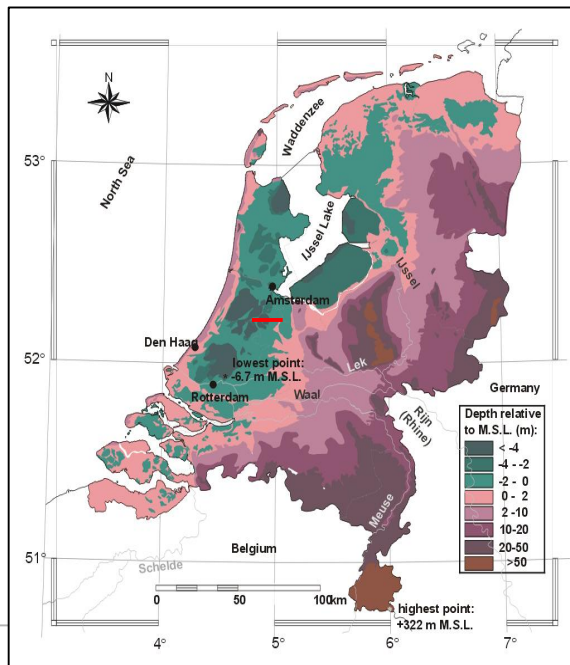 N
Waddenzee
North Sea
53°
IJssel Lake
IJssel
Amsterdam
Den Haag
52°
lowest point:
-6.7 m M.S.L.
Lek
Rotterdam
Waal
Germany
Rijn
(Rhine)
Depth relative
to M.S.L. (m):
< -4
-4 - -2
-2 - 0
0 - 2
2 -10
10-20
20-50
>50
Meuse
51°
Belgium
Schelde
0
50
100km
highest point:
+322 m M.S.L.
4°
5°
6°
7°